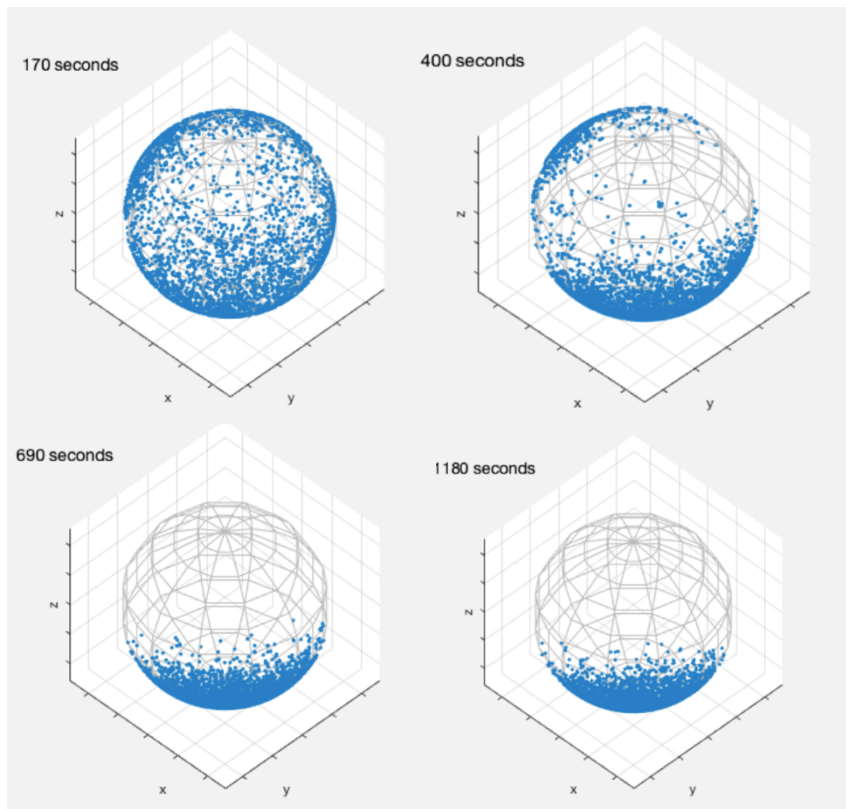 170 seconds
z
x
y
400 seconds
z
x
y
690 seconds
z
x
y
1180 seconds
z
x
y